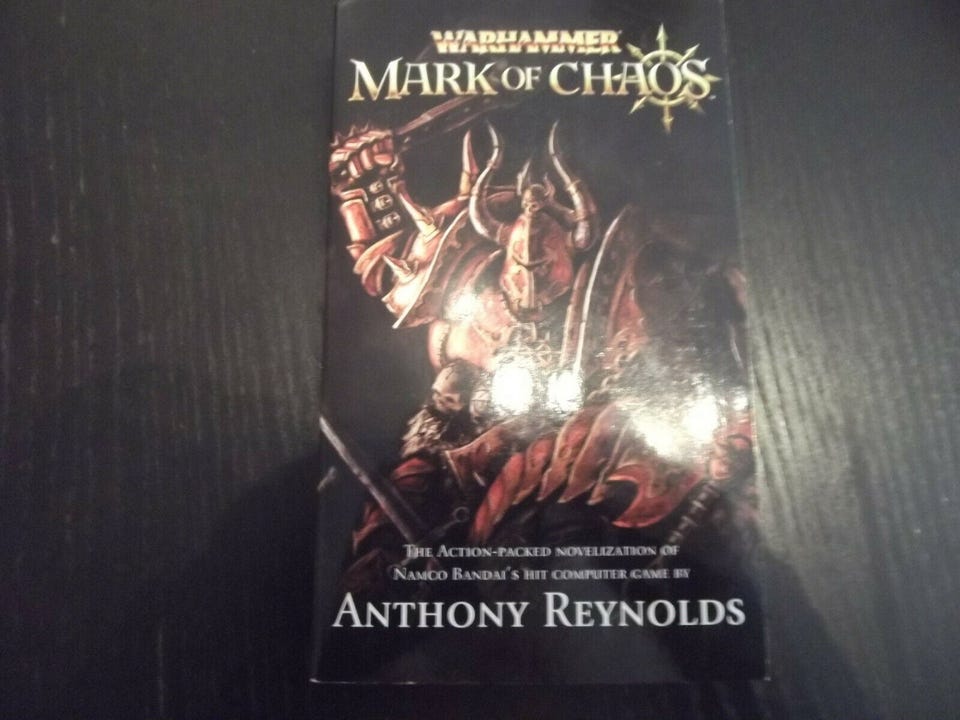 WARHAMMER
MARK OF CHAOS
THE ACTION-PACKED NOVELIZATION OF
NAMCO BANDAI'S HIT COMPUTER GAME BY
ANTHONY REYNOLDS